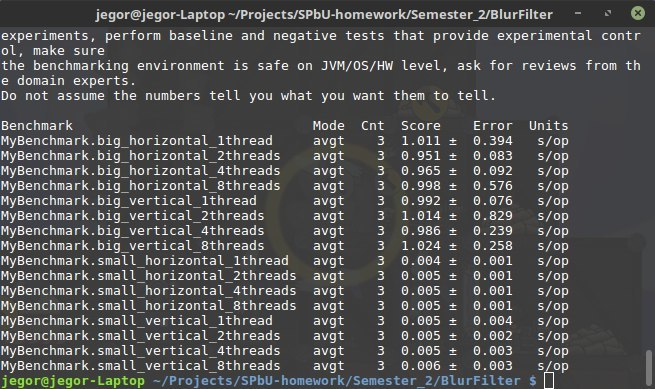 jegor@jegor-Laptop ~/Projects/SPbU-homework/Semester_2/BlurFilter
experiments, perform baseline and negative tests that provide experimental contr
ol, make sure
the benchmarking environment is safe on JVM/OS/HW level, ask for reviews from th
e domain experts.
Do not assume the numbers tell you what you want them to tell.
Benchmark Mode Cnt Score Error Units
MyBenchmark.big_horizontal_1thread avgt 3 1.011 ± 0.394 s/op
MyBenchmark.big_horizontal_2threads avgt 3 0.951 ± 0.083 s/op
MyBenchmark.big_horizontal_4threads avgt 3 0.965 ± 0.092 s/op
MyBenchmark.big_horizontal_8threads avgt 3 0.998 ± 0.576 s/op
MyBenchmark.big_vertical_1thread avgt 3 0.992 ± 0.076 s/op
MyBenchmark.big_vertical_2threads avgt 3 1.014 ± 0.829 s/op
MyBenchmark.big_vertical_4threads avgt 3 0.986 ± 0.239 s/op
MyBenchmark.big_vertical_8threads avgt 3 1.024 ± 0.258 s/op
MyBenchmark.small_horizontal_1thread avgt 3 0.004 ± 0.001 s/op
MyBenchmark.small_horizontal_2threads avgt 3 0.005 ± 0.001 s/op
MyBenchmark.small_horizontal_4threads avgt 3 0.005 ± 0.001 s/op
MyBenchmark.small_horizontal_8threads avgt 3 0.005 ± 0.001 s/op
MyBenchmark.small_vertical_1thread avgt 3 0.005 ± 0.004 s/op
MyBenchmark.small_vertical_2threads avgt 3 0.005 ± 0.002 s/op
MyBenchmark.small_vertical_4threads avgt 3 0.005 ± 0.003 s/op
MyBenchmark.small_vertical_8threads avgt 3 0.006 ± 0.003 s/op
jegor@jegor-Laptop ~/Projects/SPbU-homework/Semester_2/BlurFilter $